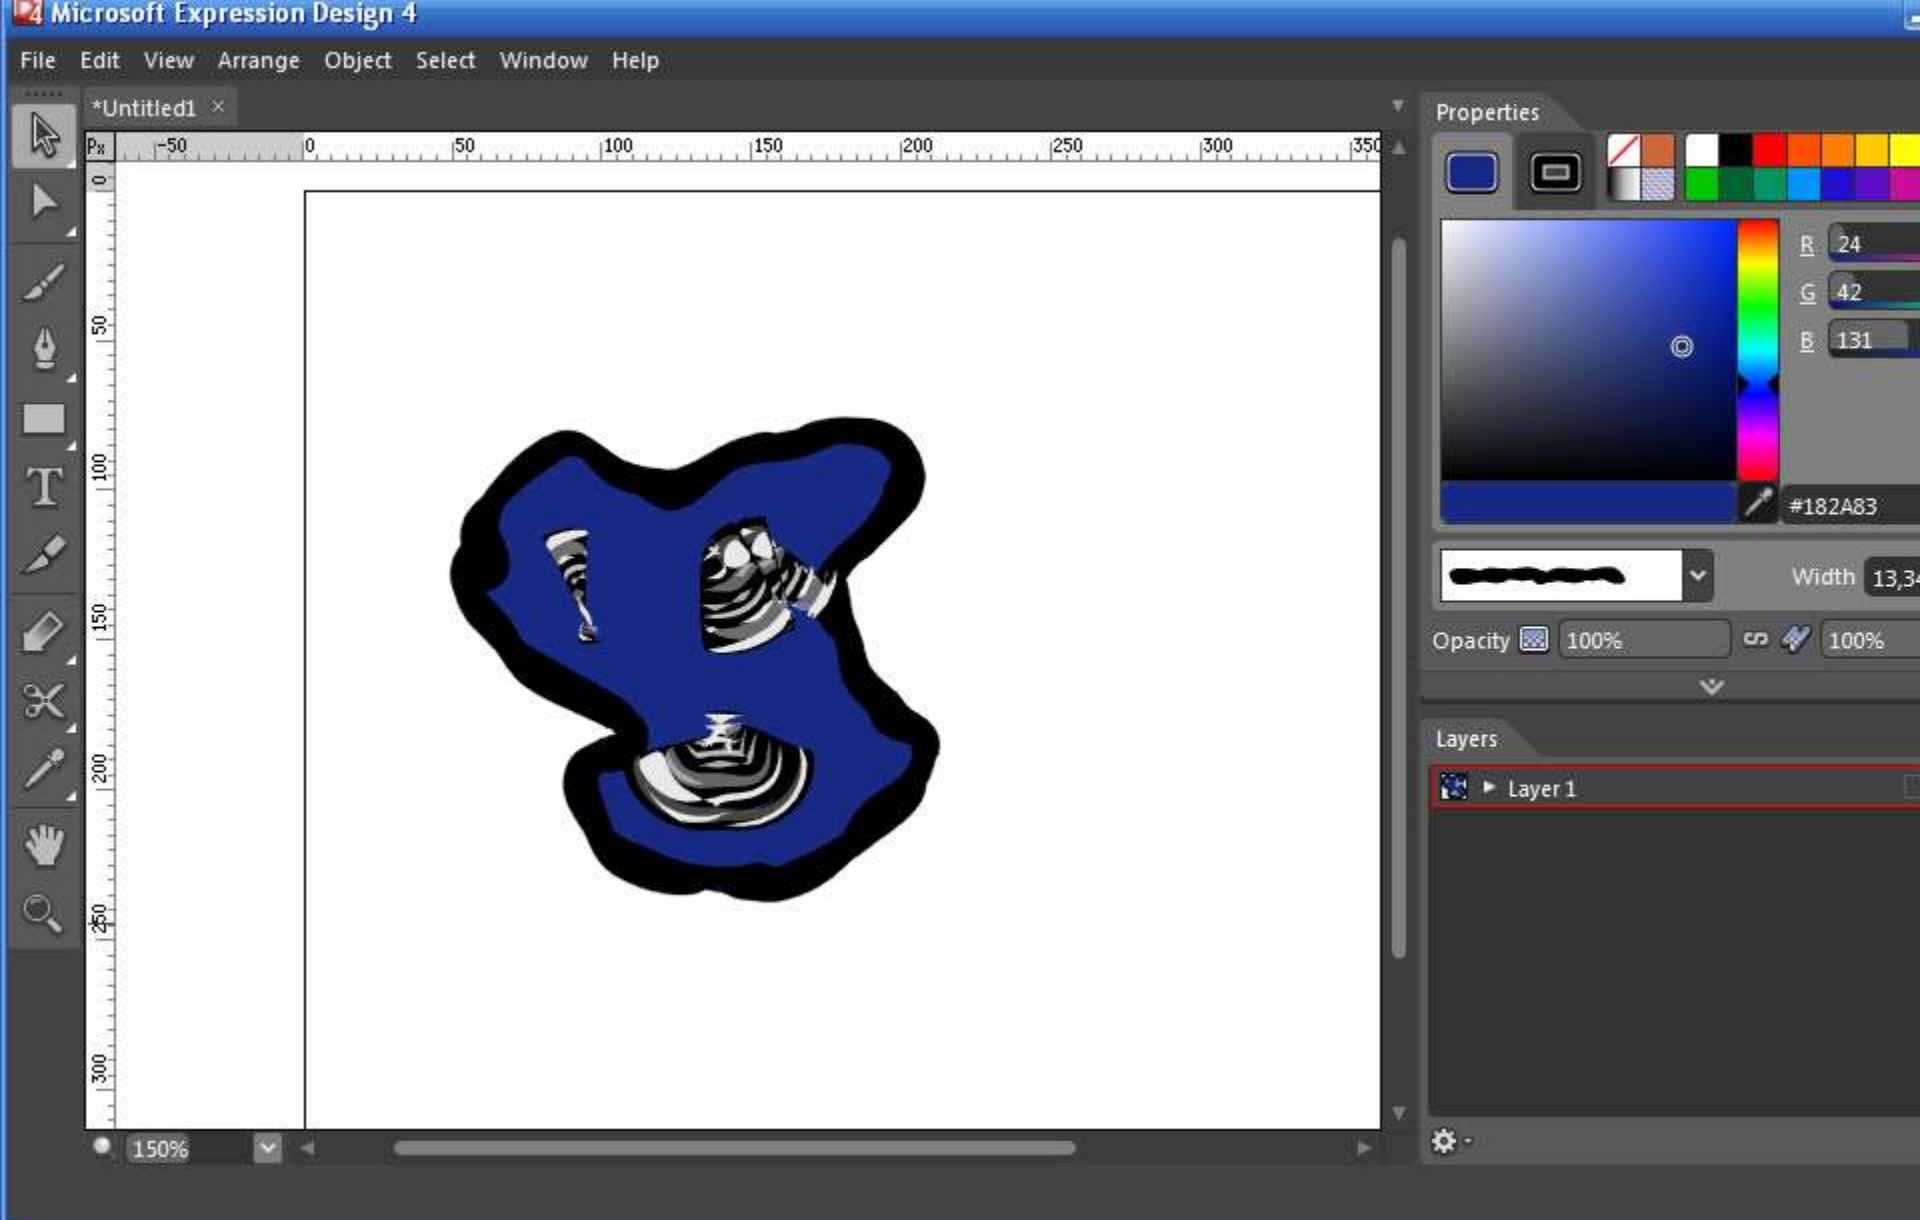 Microsoft Expression Design 4
File Edit View Arrange Object Select Window Help
*Untitled1 ×
Properties
Px -50 0 50 100 150 200 250 300 350
0
50
100
150
200
250
300
R 24
G 42
B 131
#182A83
Width 13,34
Opacity 100% 100%
Layers
Layer 1
150%